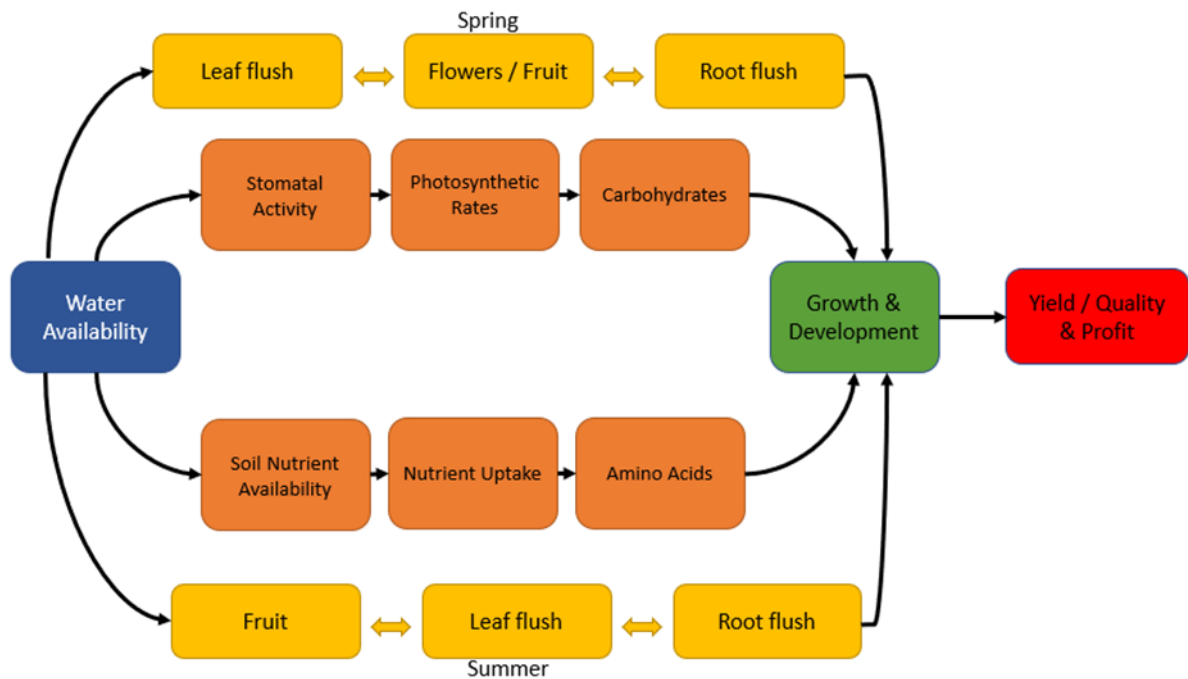 Spring
Leaf flush
Flowers / Fruit
Root flush
Stomatal
Activity
Photosynthetic
Rates
Carbohydrates
Water
Availability
Growth &
Development
Yield / Quality
& Profit
Soil Nutrient
Availability
Nutrient Uptake
Amino Acids
Fruit
Leaf flush
Root flush
Summer